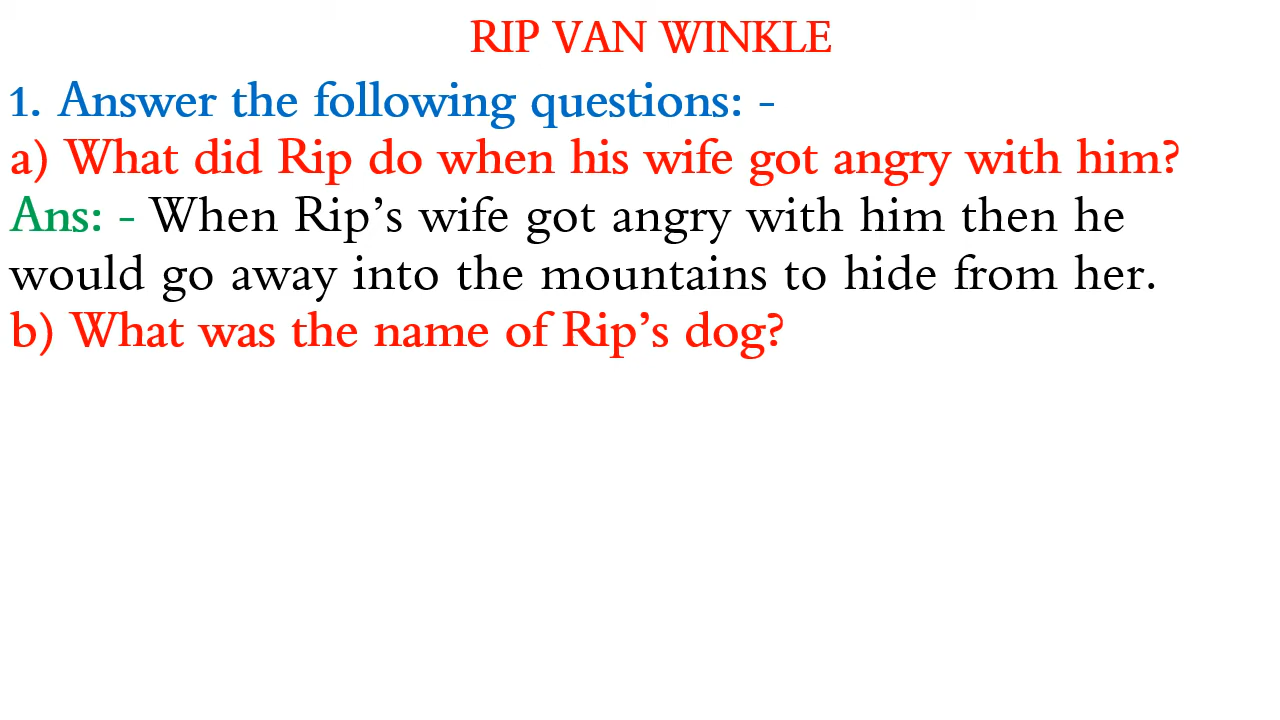 RIP VAN WINKLE
1. Answer the following questions: -
a) What did Rip do when his wife got angry with him?
Ans: - When Rip’s wife got angry with him then he
would go away into the mountains to hide from her.
b) What was the name of Rip’s dog?